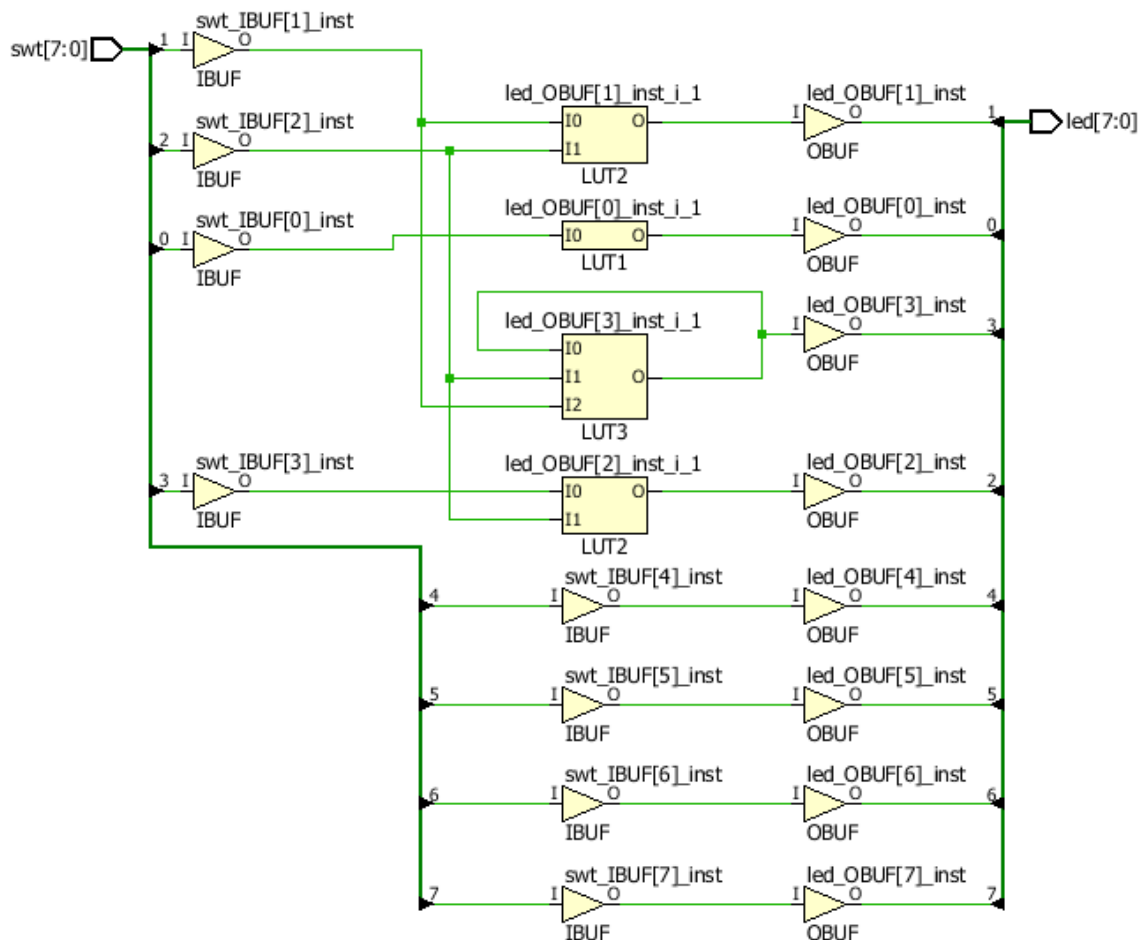 swt_IBUF[1]_inst
swt[7:0] 1 I O
IBUF
led_OBUF[1]_inst_i_1 led_OBUF[1]_inst
swt_IBUF[2]_inst I0 O I O 1 led[7:0]
2 I O I1 OBUF
IBUF LUT2
led_OBUF[0]_inst_i_1 led_OBUF[0]_inst
swt_IBUF[0]_inst I0 O I O 0
0 I O LUT1 OBUF
IBUF
led_OBUF[3]_inst_i_1 led_OBUF[3]_inst
I0 I O 3
I1 O OBUF
I2
LUT3
swt_IBUF[3]_inst led_OBUF[2]_inst_i_1 led_OBUF[2]_inst
3 I O I0 O I O 2
IBUF I1 OBUF
LUT2
swt_IBUF[4]_inst led_OBUF[4]_inst
4 I O I O 4
IBUF OBUF
swt_IBUF[5]_inst led_OBUF[5]_inst
5 I O I O 5
IBUF OBUF
swt_IBUF[6]_inst led_OBUF[6]_inst
6 I O I O 6
IBUF OBUF
swt_IBUF[7]_inst led_OBUF[7]_inst
7 I O I O 7
IBUF OBUF